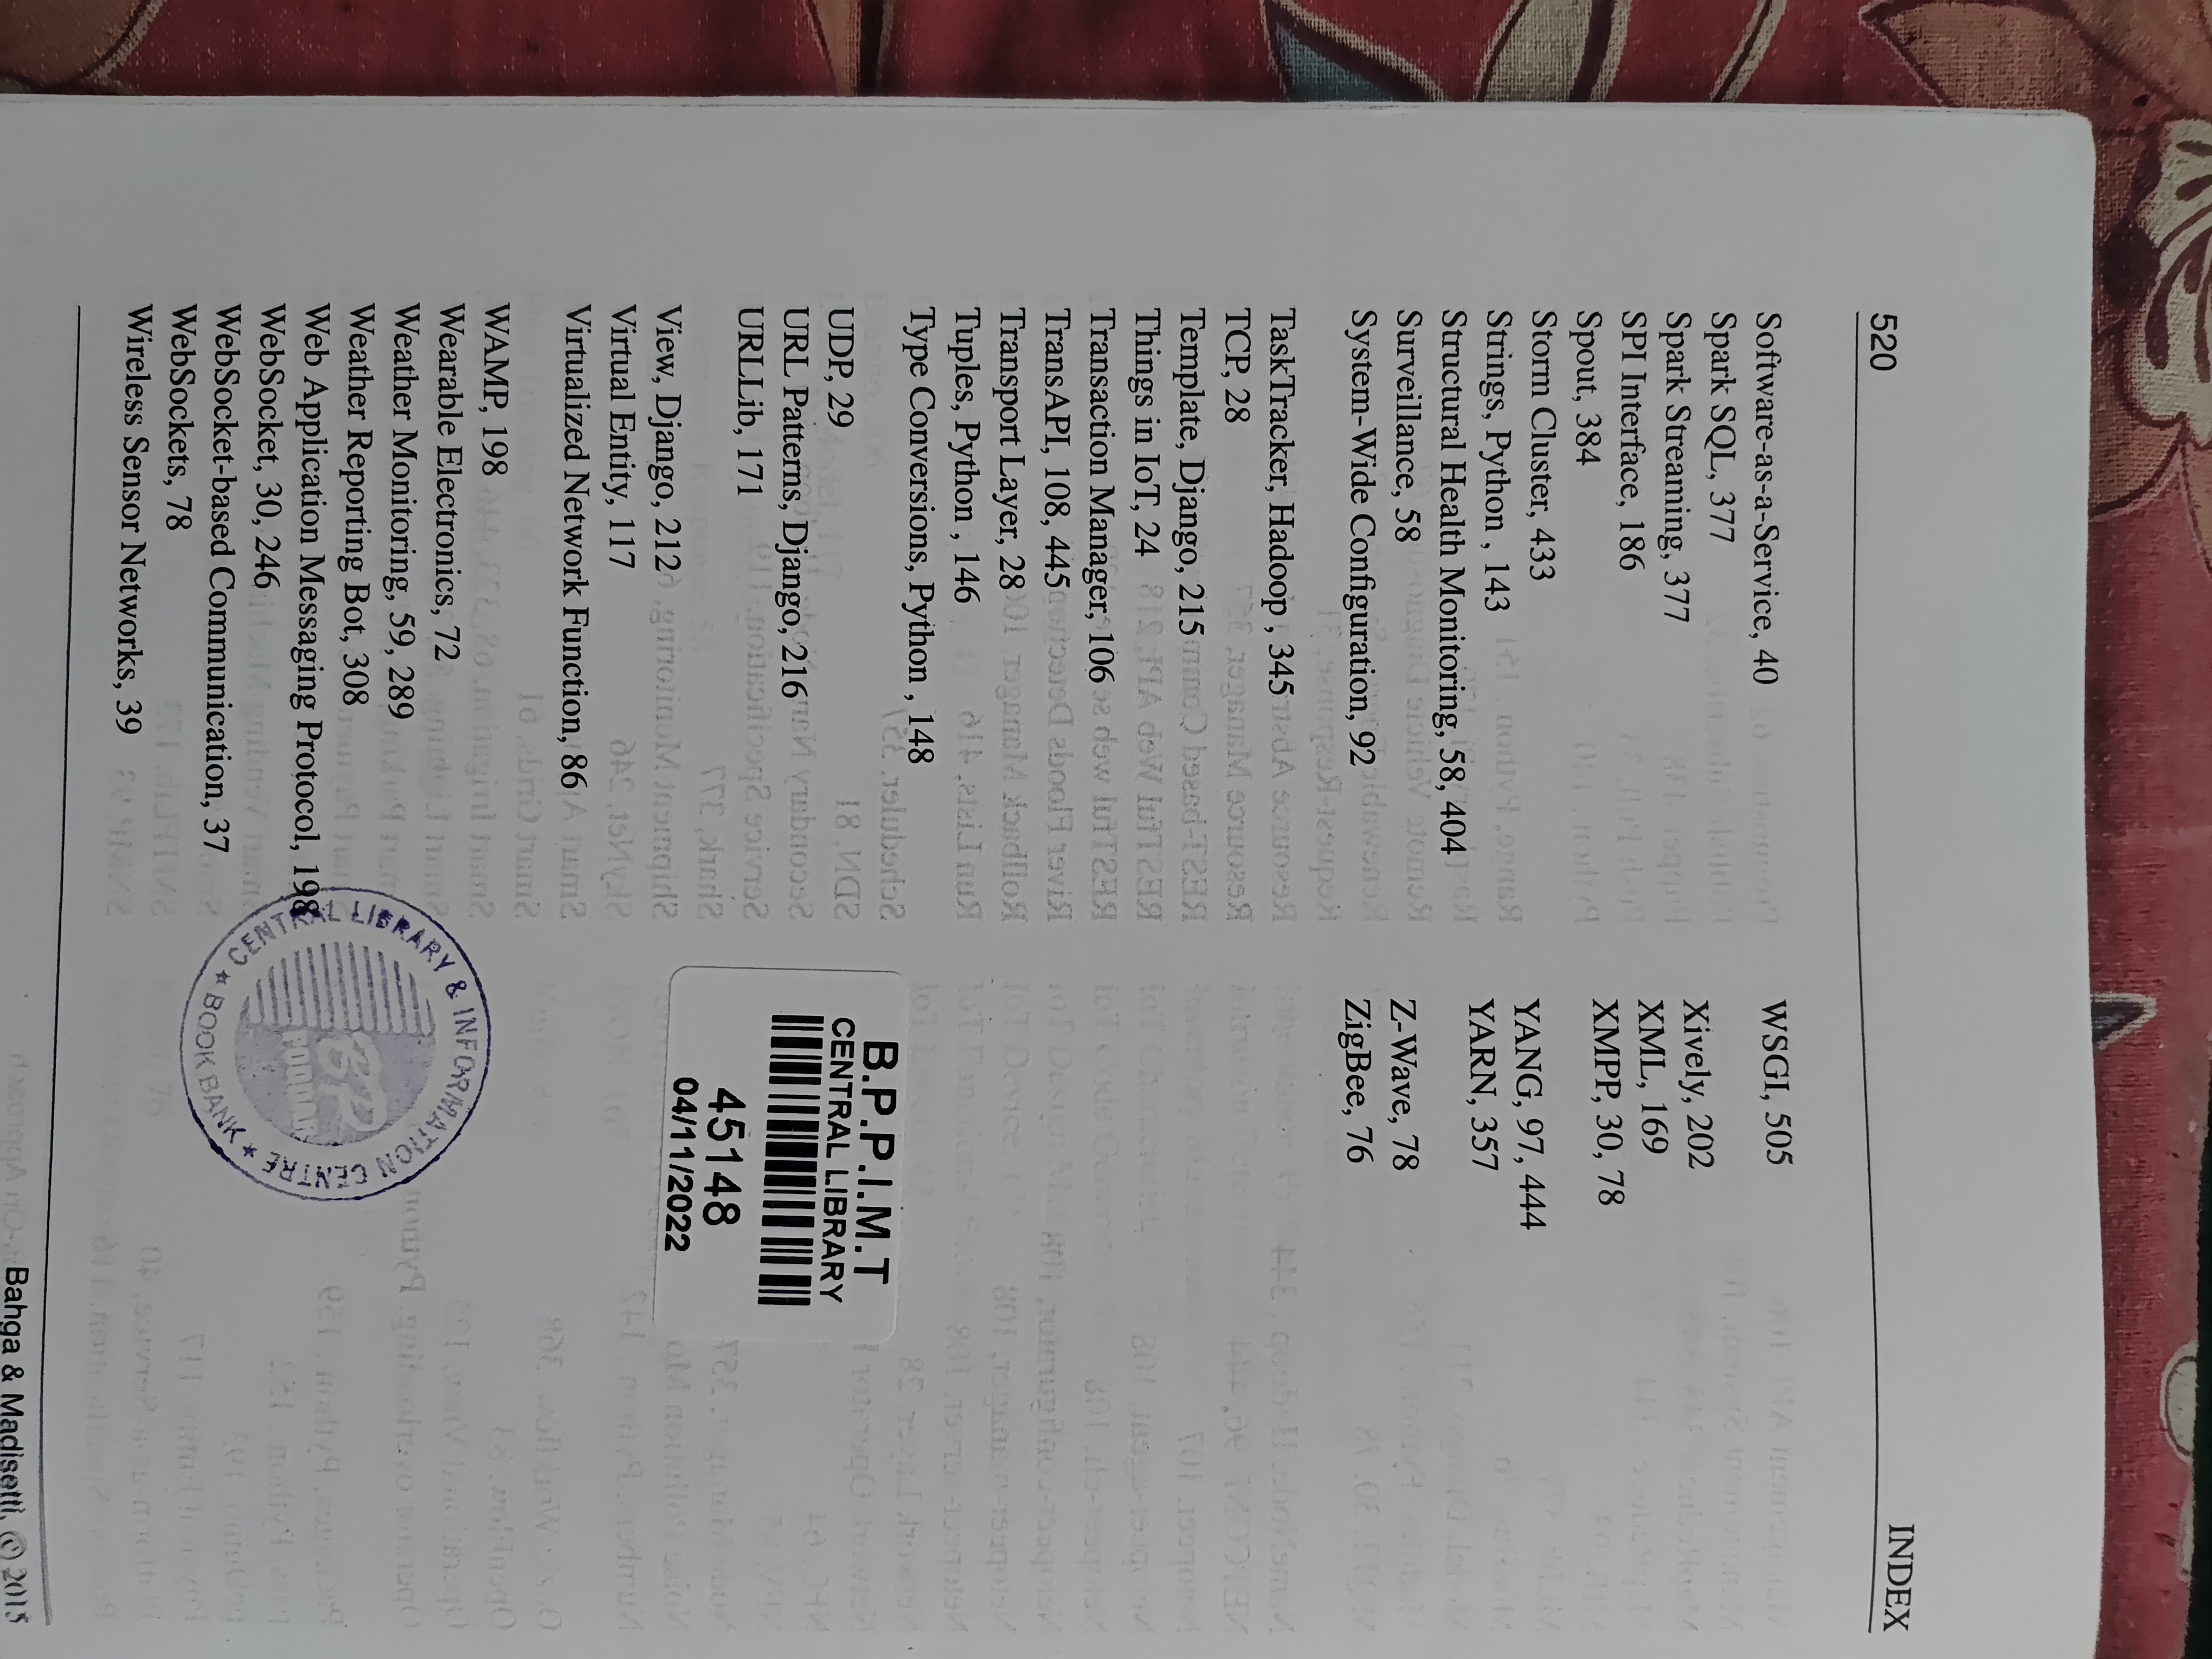 520
INDEX
Software-as-a-Service, 40
Spark SQL, 377
Spark Streaming, 377
SPI Interface, 186
Spout, 384
Storm Cluster, 433
Strings, Python , 143
Structural Health Monitoring, 58, 404
Surveillance, 58
System-Wide Configuration, 92
TaskTracker, Hadoop , 345
TCP, 28
Template, Django, 215
Things in IoT, 24
Transaction Manager, 106
TransAPI, 108, 445
Transport Layer, 28
Tuples, Python , 146
Type Conversions, Python , 148
UDP, 29
URL Patterns, Django, 216
URLLib, 171
View, Django, 212
Virtual Entity, 117
Virtualized Network Function, 86
WAMP, 198
Wearable Electronics, 72
Weather Monitoring, 59, 289
Weather Reporting Bot, 308
Web Application Messaging Protocol, 198
WebSocket, 30, 246
WebSocket-based Communication, 37
WebSockets, 78
Wireless Sensor Networks, 39
WSGI, 505
Xively, 202
XML, 169
XMPP, 30, 78
YANG, 97, 444
YARN, 357
Z-Wave, 78
ZigBee, 76
B.P.P.I.M.T
CENTRAL LIBRARY
45148
04/11/2022
CENTRAL LIBRARY & INFORMATION CENTRE
★ BOOK BANK ★
Bahga & Madisetti, © 2015